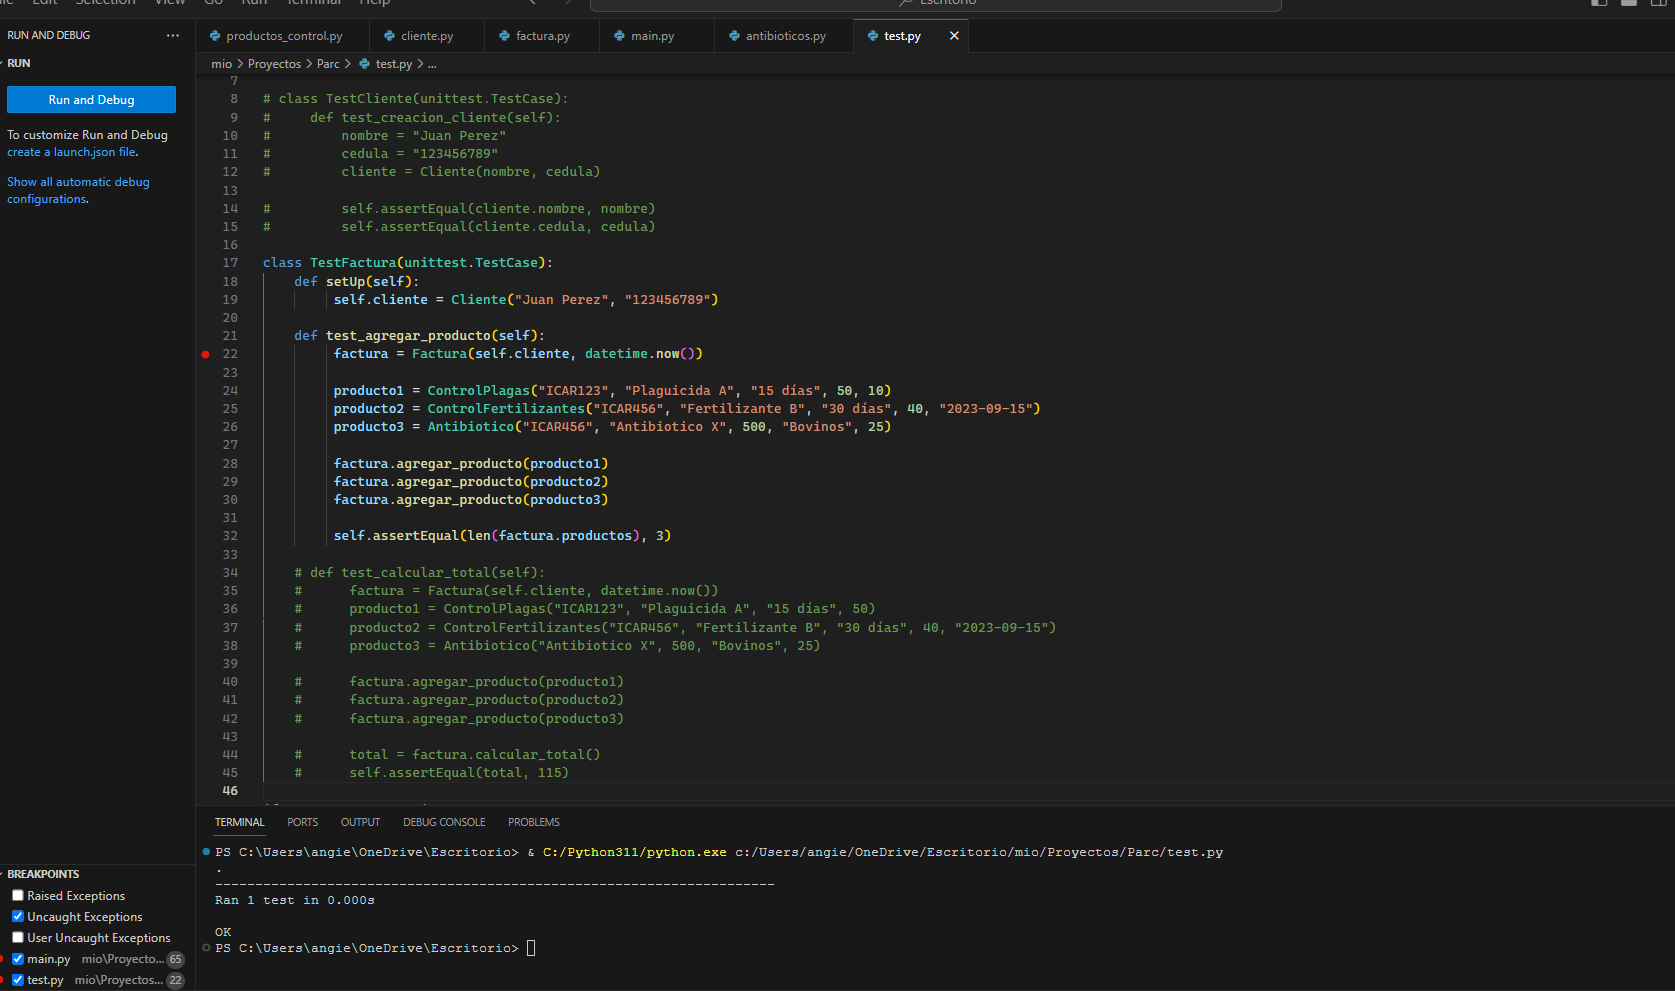 Edit Selection View Go Run Terminal Help
Escritorio
RUN AND DEBUG ...
RUN
Run and Debug
To customize Run and Debug
create a launch.json file.
Show all automatic debug
configurations.
productos_control.py cliente.py factura.py main.py antibioticos.py test.py
mio > Proyectos > Parc > test.py > ...
7
8 # class TestCliente(unittest.TestCase):
9 #     def test_creacion_cliente(self):
10 #         nombre = "Juan Perez"
11 #         cedula = "123456789"
12 #         cliente = Cliente(nombre, cedula)
13
14 #         self.assertEqual(cliente.nombre, nombre)
15 #         self.assertEqual(cliente.cedula, cedula)
16
17 class TestFactura(unittest.TestCase):
18     def setUp(self):
19          self.cliente = Cliente("Juan Perez", "123456789")
20
21     def test_agregar_producto(self):
22          factura = Factura(self.cliente, datetime.now())
23
24          producto1 = ControlPlagas("ICAR123", "Plaguicida A", "15 días", 50, 10)
25          producto2 = ControlFertilizantes("ICAR456", "Fertilizante B", "30 días", 40, "2023-09-15")
26          producto3 = Antibiotico("ICAR456", "Antibiotico X", 500, "Bovinos", 25)
27
28          factura.agregar_producto(producto1)
29          factura.agregar_producto(producto2)
30          factura.agregar_producto(producto3)
31
32          self.assertEqual(len(factura.productos), 3)
33
34     # def test_calcular_total(self):
35     #      factura = Factura(self.cliente, datetime.now())
36     #      producto1 = ControlPlagas("ICAR123", "Plaguicida A", "15 días", 50)
37     #      producto2 = ControlFertilizantes("ICAR456", "Fertilizante B", "30 días", 40, "2023-09-15")
38     #      producto3 = Antibiotico("Antibiotico X", 500, "Bovinos", 25)
39
40     #      factura.agregar_producto(producto1)
41     #      factura.agregar_producto(producto2)
42     #      factura.agregar_producto(producto3)
43
44     #      total = factura.calcular_total()
45     #      self.assertEqual(total, 115)
46
TERMINAL PORTS OUTPUT DEBUG CONSOLE PROBLEMS
PS C:\Users\angie\OneDrive\Escritorio> & C:/Python311/python.exe c:/Users/angie/OneDrive/Escritorio/mio/Proyectos/Parc/test.py
.
----------------------------------------------------------------------
Ran 1 test in 0.000s
OK
PS C:\Users\angie\OneDrive\Escritorio>
BREAKPOINTS
Raised Exceptions
Uncaught Exceptions
User Uncaught Exceptions
main.py mio\Proyecto... 65
test.py mio\Proyectos... 22